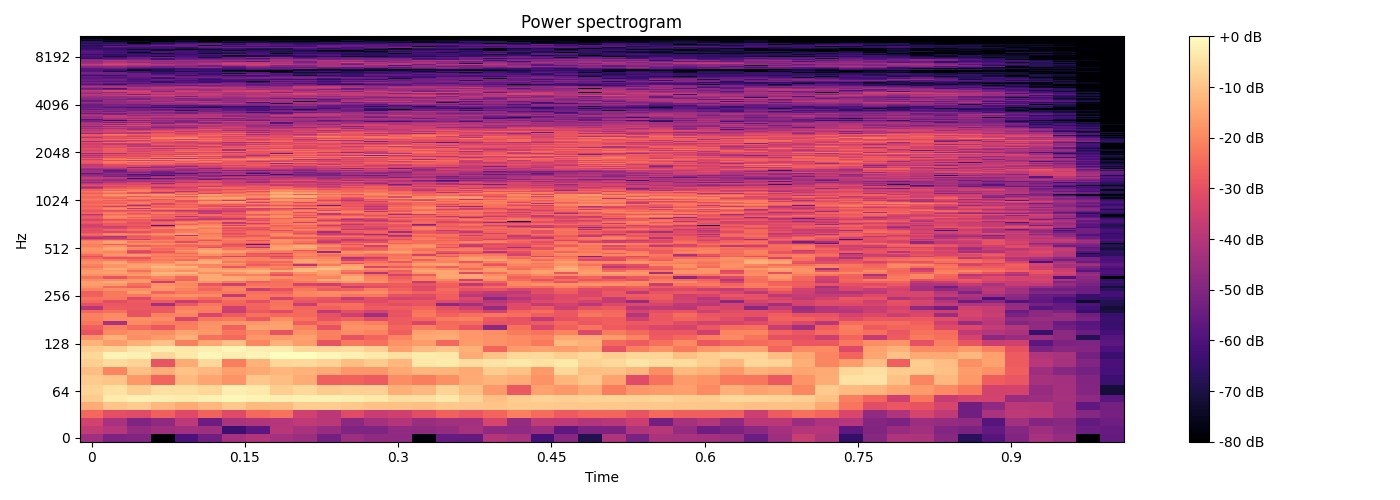 Power spectrogram
Hz
8192
4096
2048
1024
512
256
128
64
0
0 0.15 0.3 0.45 0.6 0.75 0.9
Time
+0 dB
-10 dB
-20 dB
-30 dB
-40 dB
-50 dB
-60 dB
-70 dB
-80 dB